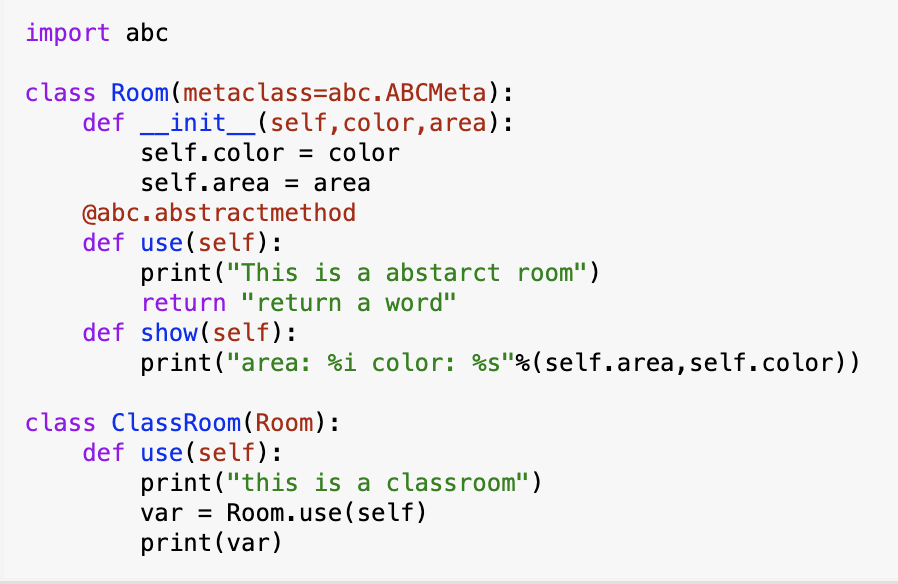 import abc

class Room(metaclass=abc.ABCMeta):
    def __init__(self,color,area):
        self.color = color
        self.area = area
    @abc.abstractmethod
    def use(self):
        print("This is a abstarct room")
        return "return a word"
    def show(self):
        print("area: %i color: %s"%(self.area,self.color))

class ClassRoom(Room):
    def use(self):
        print("this is a classroom")
        var = Room.use(self)
        print(var)